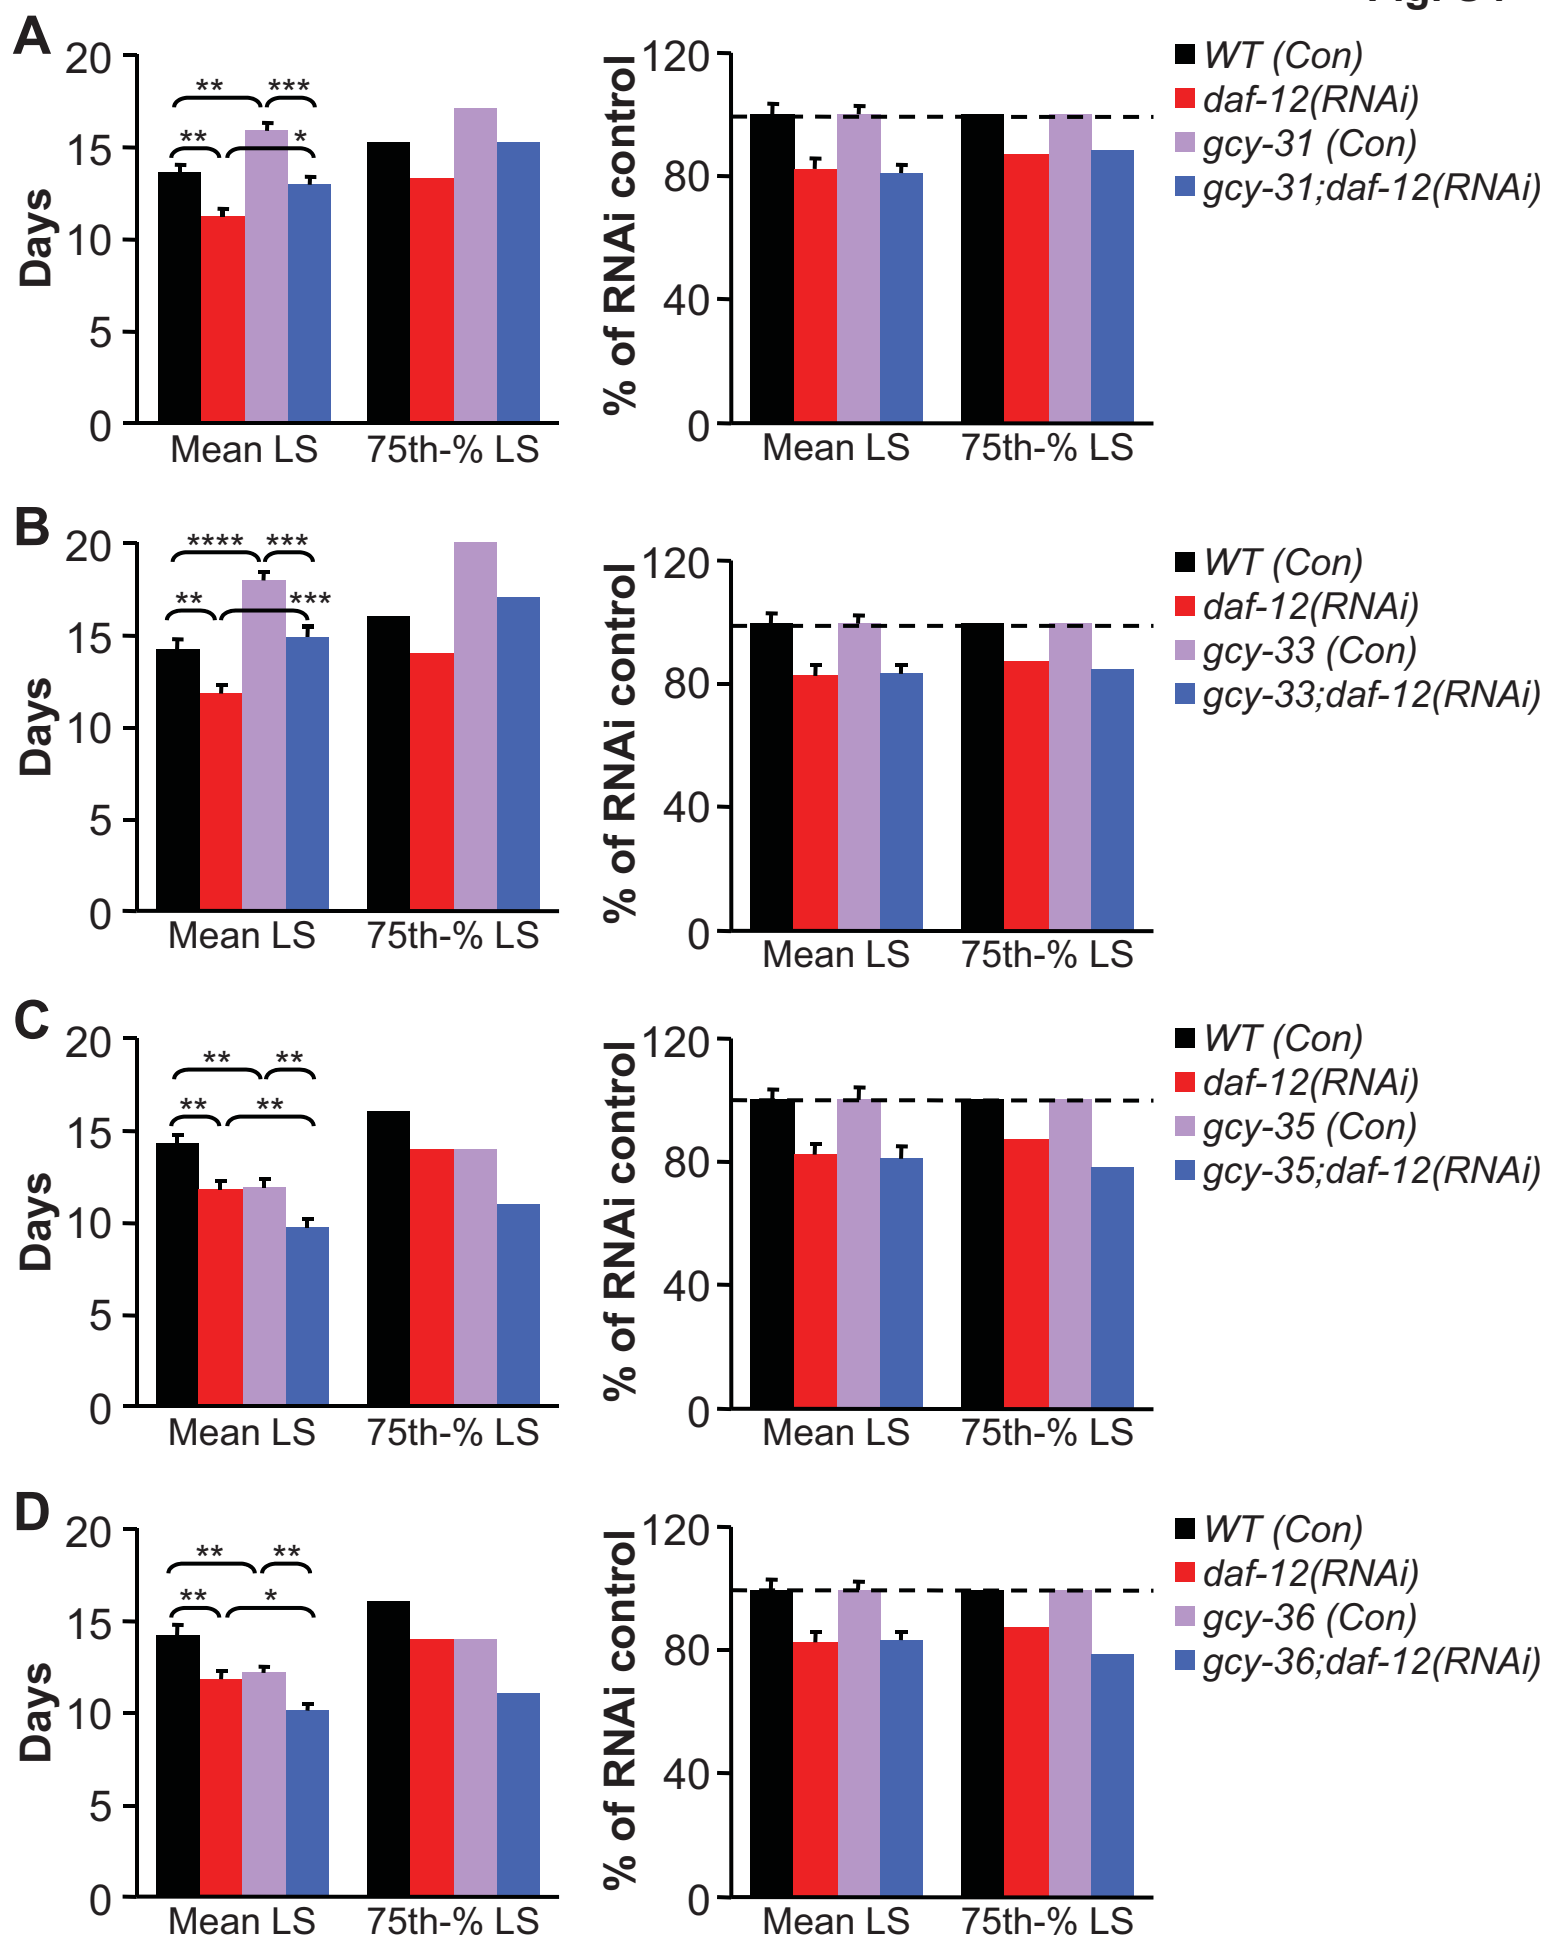 A
20
15
10
5
0
Days
** ***
** *
Mean LS 75th-% LS
120
80
40
0
% of RNAi control
Mean LS 75th-% LS
WT (Con)
daf-12(RNAi)
gcy-31 (Con)
gcy-31;daf-12(RNAi)
B
20
15
10
5
0
Days
**** ***
** ***
Mean LS 75th-% LS
120
80
40
0
% of RNAi control
Mean LS 75th-% LS
WT (Con)
daf-12(RNAi)
gcy-33 (Con)
gcy-33;daf-12(RNAi)
C
20
15
10
5
0
Days
** **
** **
Mean LS 75th-% LS
120
80
40
0
% of RNAi control
Mean LS 75th-% LS
WT (Con)
daf-12(RNAi)
gcy-35 (Con)
gcy-35;daf-12(RNAi)
D
20
15
10
5
0
Days
** **
** *
Mean LS 75th-% LS
120
80
40
0
% of RNAi control
Mean LS 75th-% LS
WT (Con)
daf-12(RNAi)
gcy-36 (Con)
gcy-36;daf-12(RNAi)